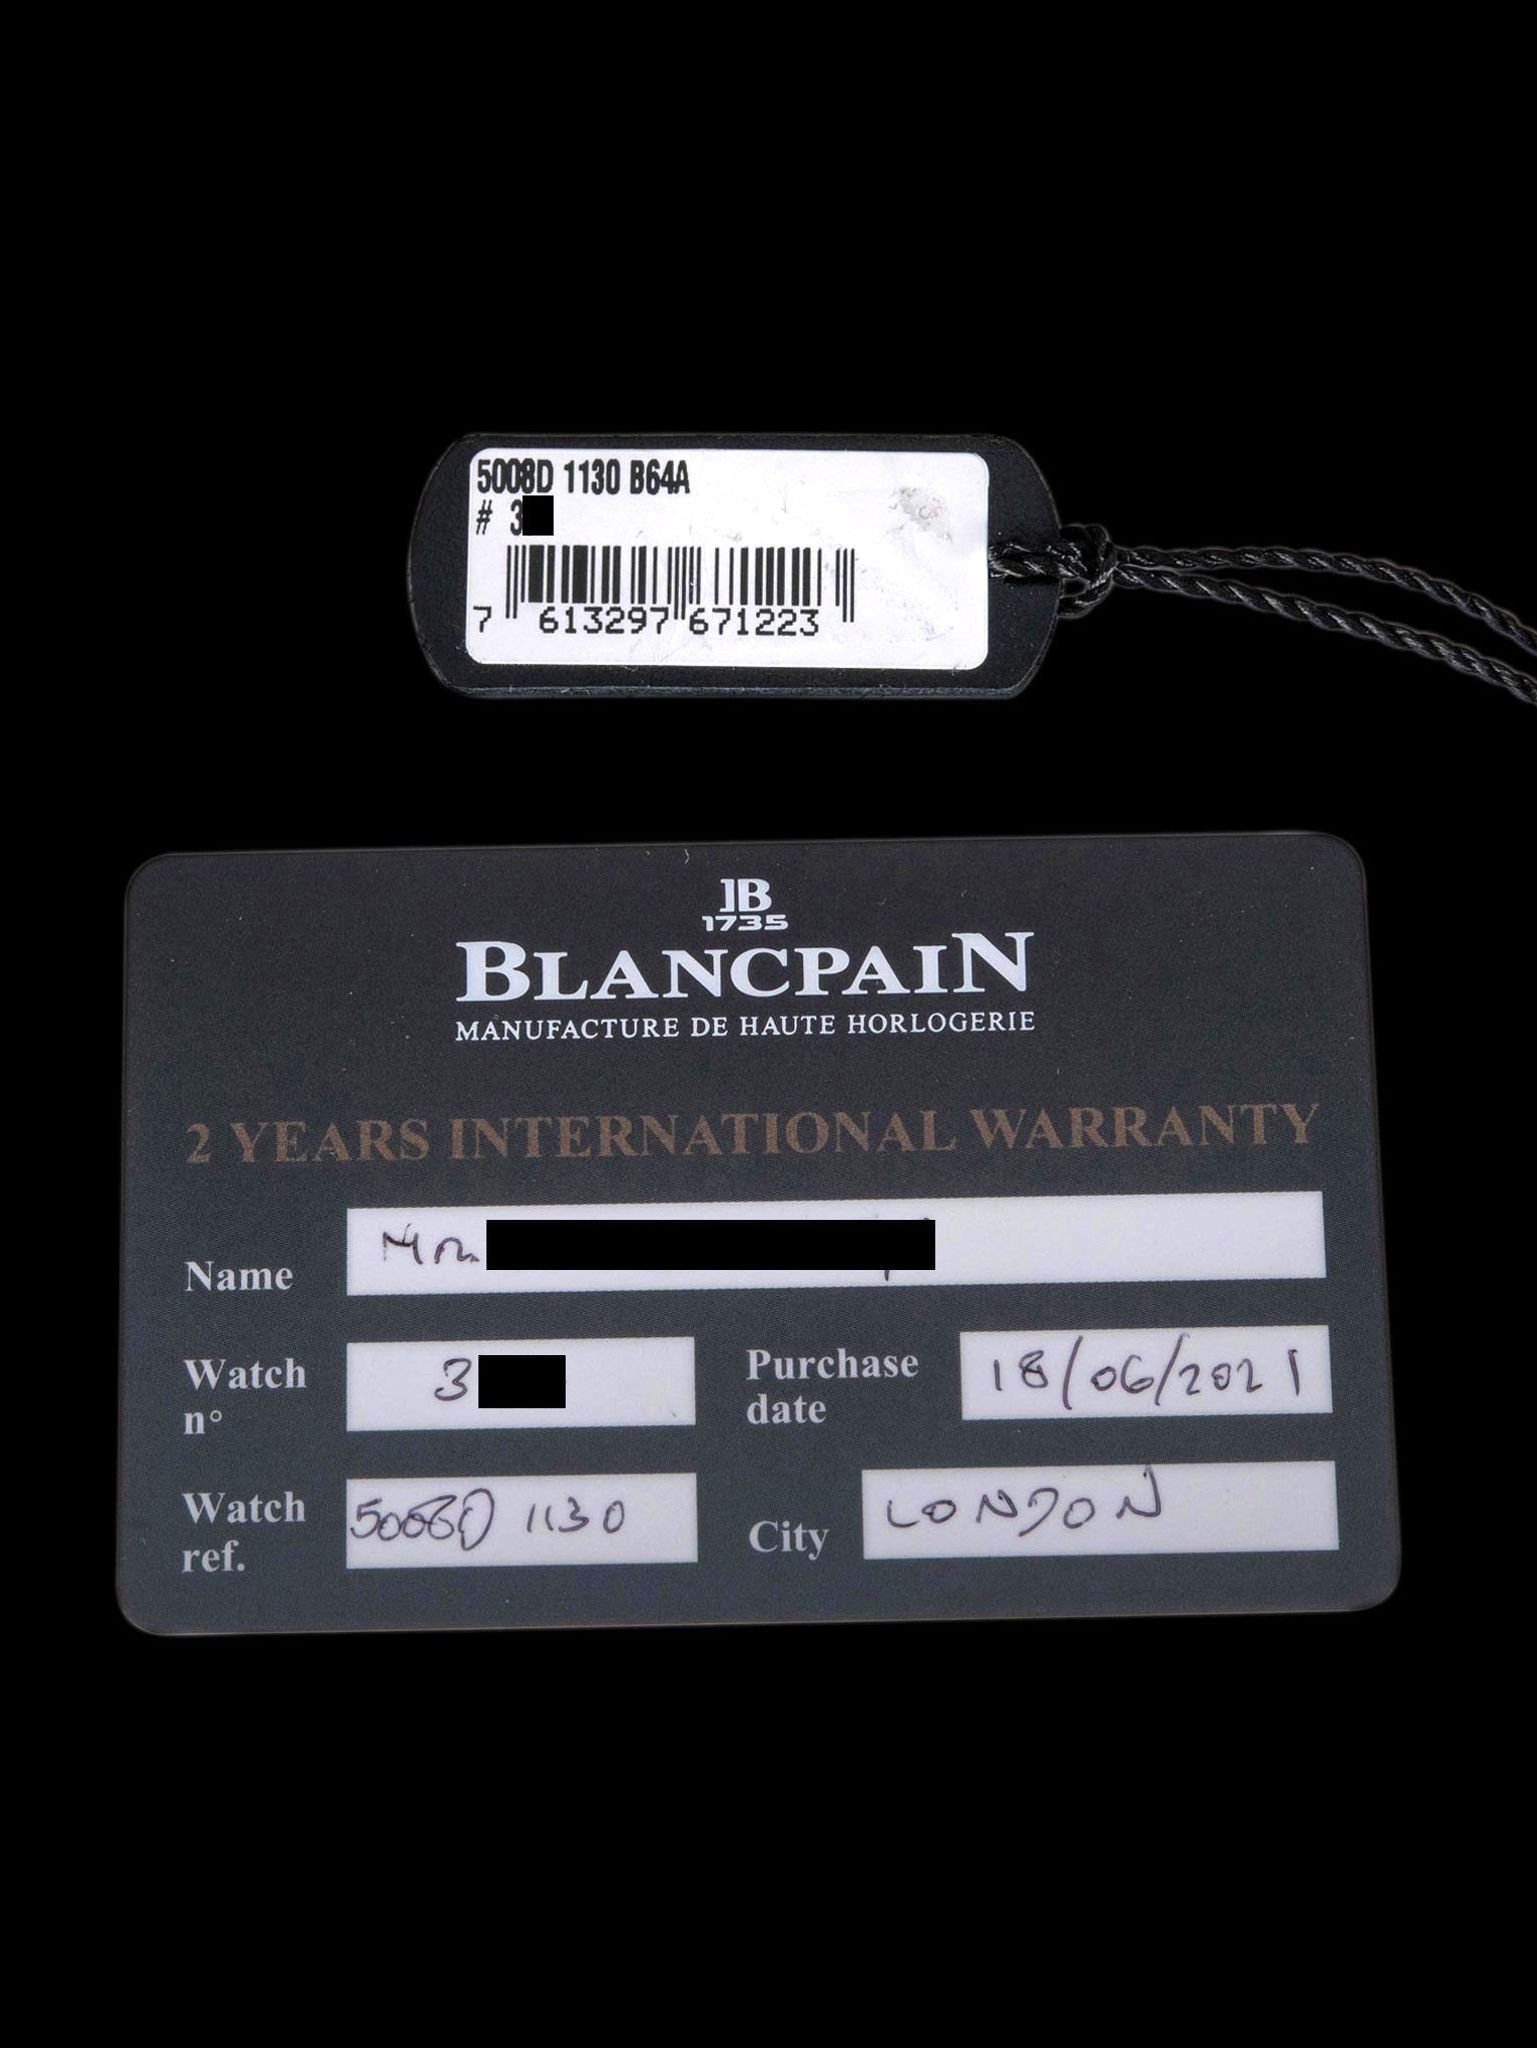 5008D 1130 B64A
# 3
7 613297 671223
JB
1735
BLANCPAIN
MANUFACTURE DE HAUTE HORLOGERIE
2 YEARS INTERNATIONAL WARRANTY
Name Mr.
Watch n° 3
Purchase date 18/06/2021
Watch ref. 5008D 1130
City LONDON